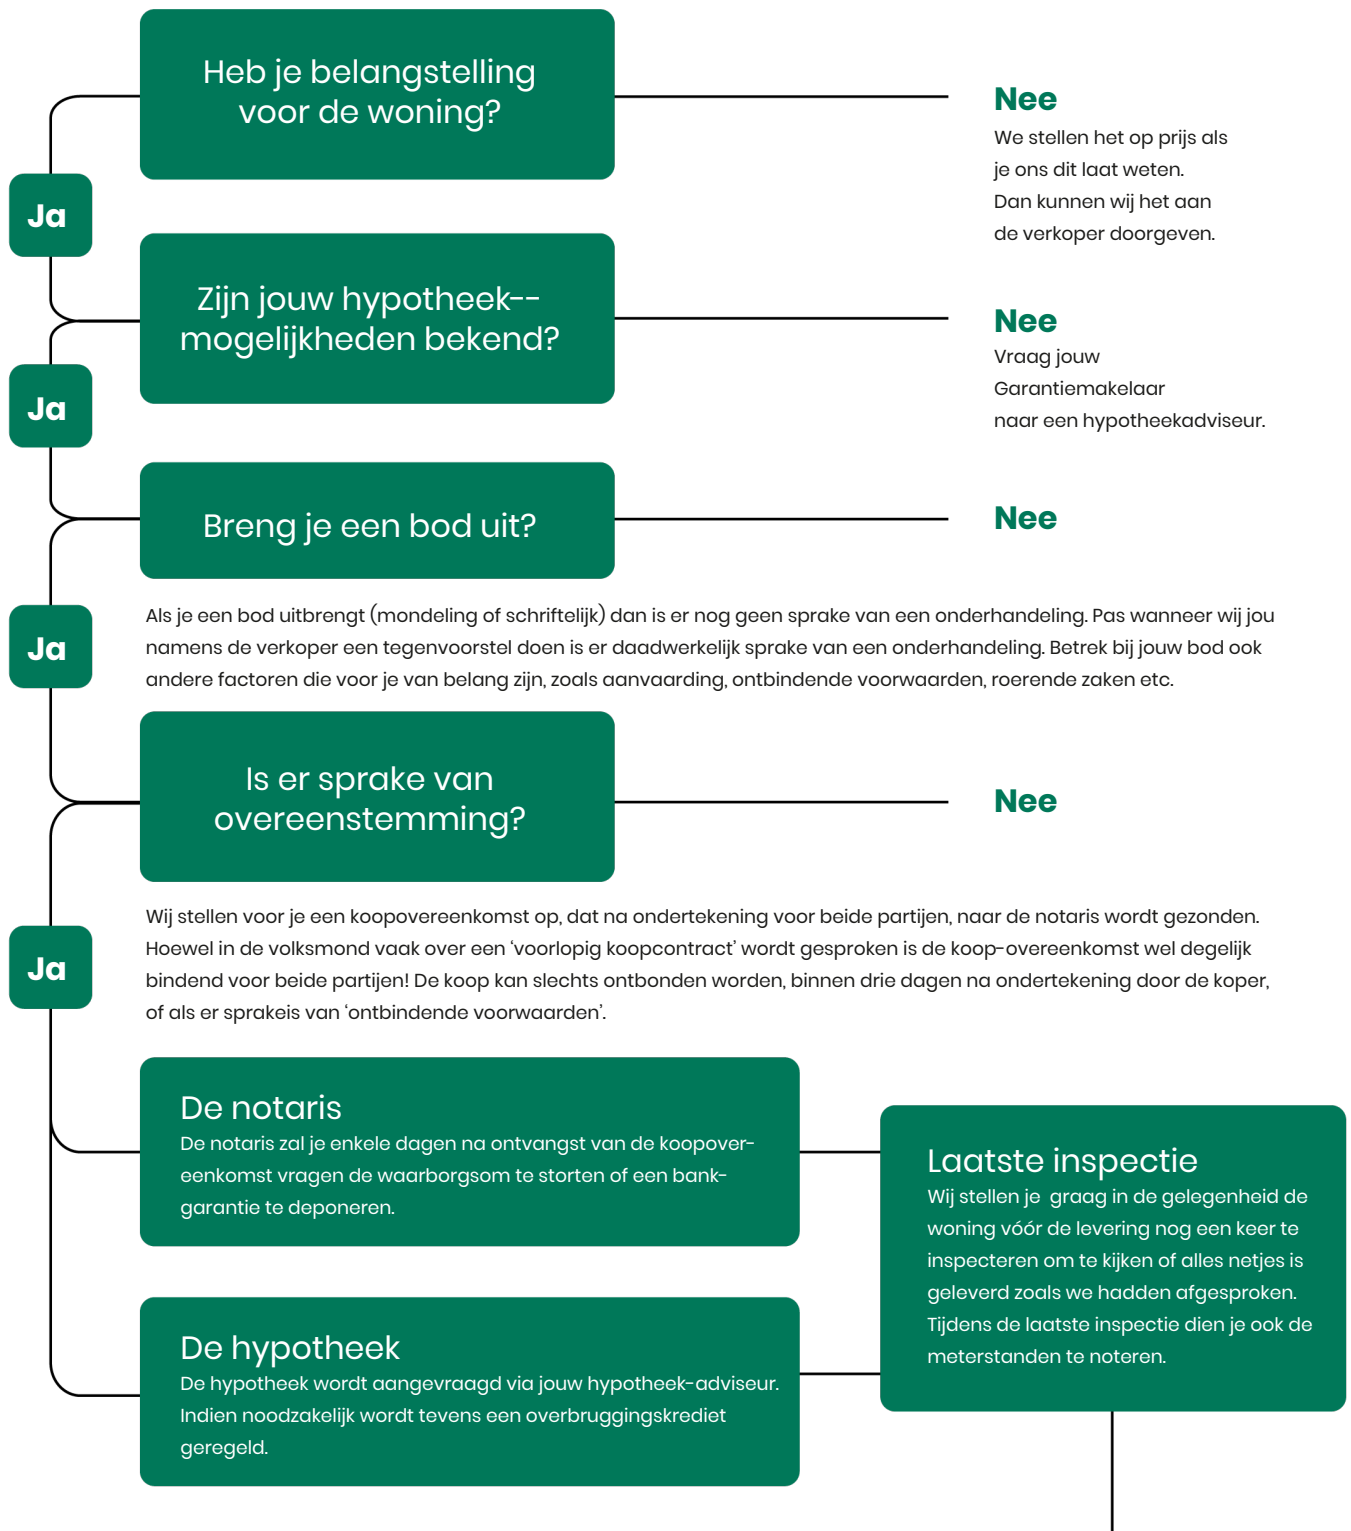 Heb je belangstelling
voor de woning?
Nee
We stellen het op prijs als
je ons dit laat weten.
Dan kunnen wij het aan
de verkoper doorgeven.
Ja
Zijn jouw hypotheek--
mogelijkheden bekend?
Nee
Vraag jouw
Garantiemakelaar
naar een hypotheekadviseur.
Ja
Breng je een bod uit?
Nee
Ja
Als je een bod uitbrengt (mondeling of schriftelijk) dan is er nog geen sprake van een onderhandeling. Pas wanneer wij jou
namens de verkoper een tegenvoorstel doen is er daadwerkelijk sprake van een onderhandeling. Betrek bij jouw bod ook
andere factoren die voor je van belang zijn, zoals aanvaarding, ontbindende voorwaarden, roerende zaken etc.
Is er sprake van
overeenstemming?
Nee
Ja
Wij stellen voor je een koopovereenkomst op, dat na ondertekening voor beide partijen, naar de notaris wordt gezonden.
Hoewel in de volksmond vaak over een ‘voorlopig koopcontract’ wordt gesproken is de koop-overeenkomst wel degelijk
bindend voor beide partijen! De koop kan slechts ontbonden worden, binnen drie dagen na ondertekening door de koper,
of als er sprakeis van ‘ontbindende voorwaarden’.
De notaris
De notaris zal je enkele dagen na ontvangst van de koopover-
eenkomst vragen de waarborgsom te storten of een bank-
garantie te deponeren.
Laatste inspectie
Wij stellen je  graag in de gelegenheid de
woning vóór de levering nog een keer te
inspecteren om te kijken of alles netjes is
geleverd zoals we hadden afgesproken.
Tijdens de laatste inspectie dien je ook de
meterstanden te noteren.
De hypotheek
De hypotheek wordt aangevraagd via jouw hypotheek-adviseur.
Indien noodzakelijk wordt tevens een overbruggingskrediet
geregeld.